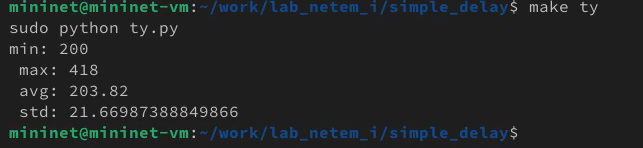 mininet@mininet-vm:~/work/lab_netem_i/simple_delay$ make ty
sudo python ty.py
min: 200
 max: 418
 avg: 203.82
 std: 21.66987388849866
mininet@mininet-vm:~/work/lab_netem_i/simple_delay$